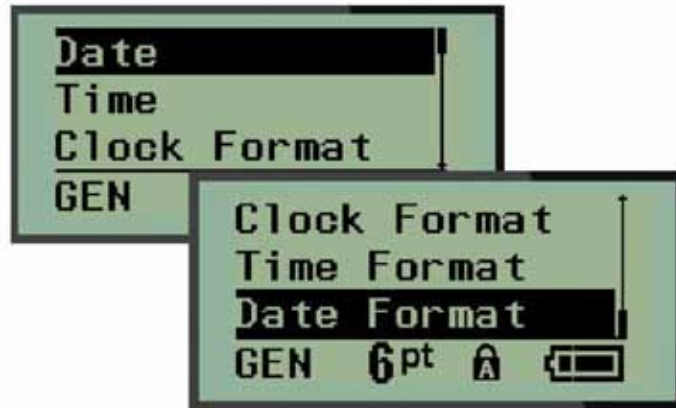 Date
Time
Clock Format
GEN
Clock Format
Time Format
Date Format
GEN 6pt A